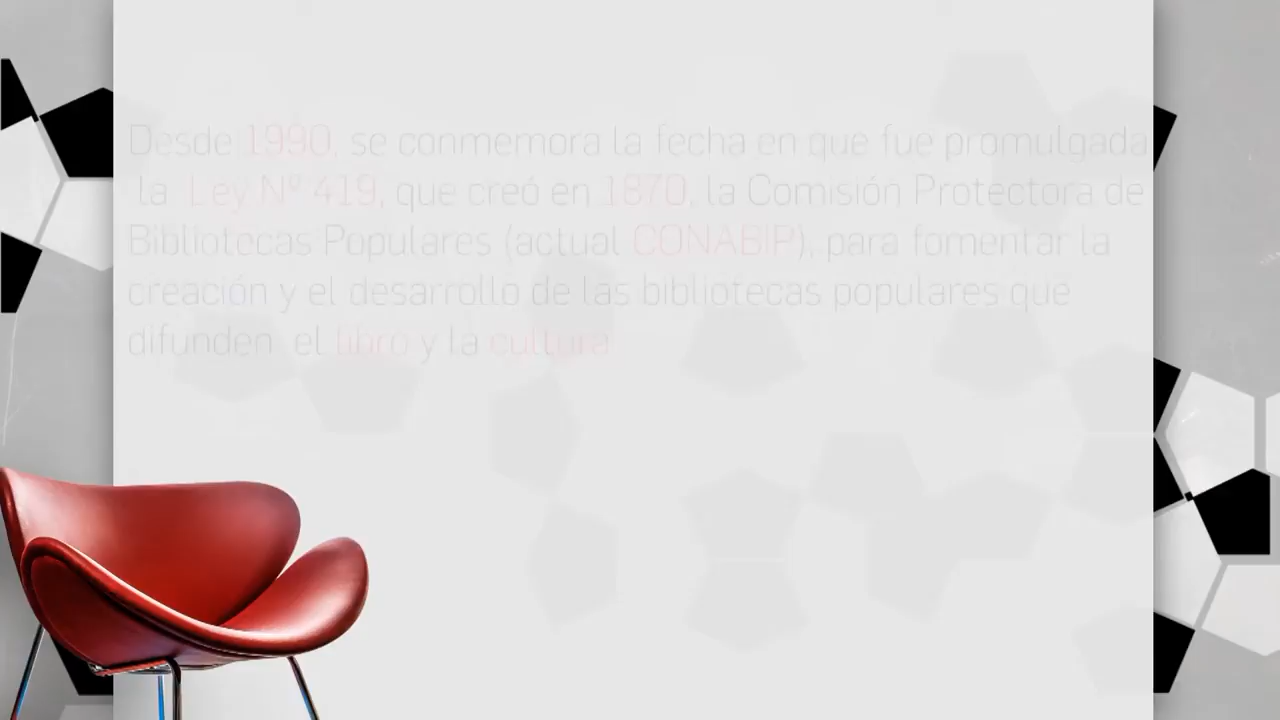 Desde 1990, se conmemora la fecha en que fue promulgada
la Ley Nº 419, que creó en 1870, la Comisión Protectora de
Bibliotecas Populares (actual CONABIP), para fomentar la
creación y el desarrollo de las bibliotecas populares que
difunden el libro y la cultura